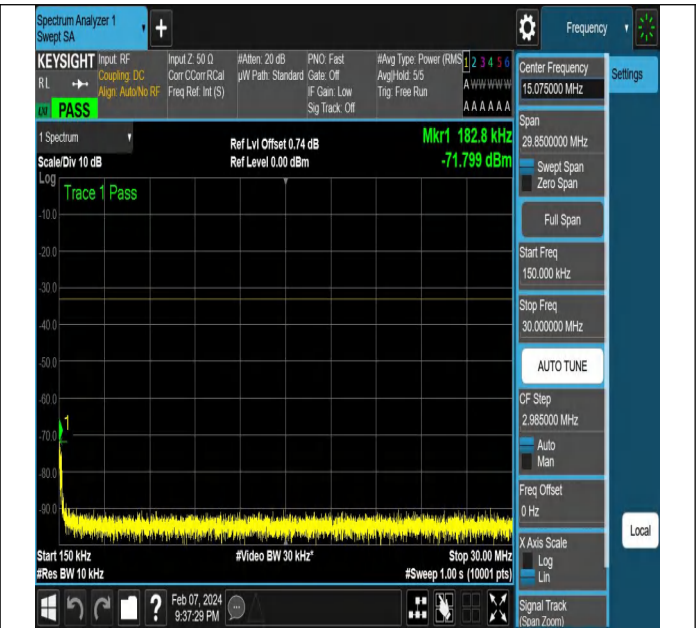 Spectrum Analyzer 1
Swept SA
+
Frequency
KEYSIGHT
RL
PASS
Input: RF
Coupling: DC
Align: Auto/No RF
Input Z: 50 Ω
Corr CCorr RCal
Freq Ref: Int (S)
#Atten: 20 dB
µW Path: Standard
PNO: Fast
Gate: Off
IF Gain: Low
Sig Track: Off
#Avg Type: Power (RMS
Avg|Hold: 5/5
Trig: Free Run
1 2 3 4 5 6
A W W W W W
A A A A A A
1 Spectrum
Scale/Div 10 dB
Ref Lvl Offset 0.74 dB
Ref Level 0.00 dBm
Mkr1 182.8 kHz
-71.799 dBm
Log
Trace 1 Pass
-10.0
-20.0
-30.0
-40.0
-50.0
-60.0
1
-70.0
-80.0
-90.0
Start 150 kHz
#Video BW 30 kHz*
Stop 30.00 MHz
#Res BW 10 kHz
#Sweep 1.00 s (10001 pts)
?
Feb 07, 2024
9:37:29 PM
Center Frequency
15.075000 MHz
Settings
Span
29.8500000 MHz
Swept Span
Zero Span
Full Span
Start Freq
150.000 kHz
Stop Freq
30.000000 MHz
AUTO TUNE
CF Step
2.985000 MHz
Auto
Man
Freq Offset
0 Hz
Local
X Axis Scale
Log
Lin
Signal Track
(Span Zoom)